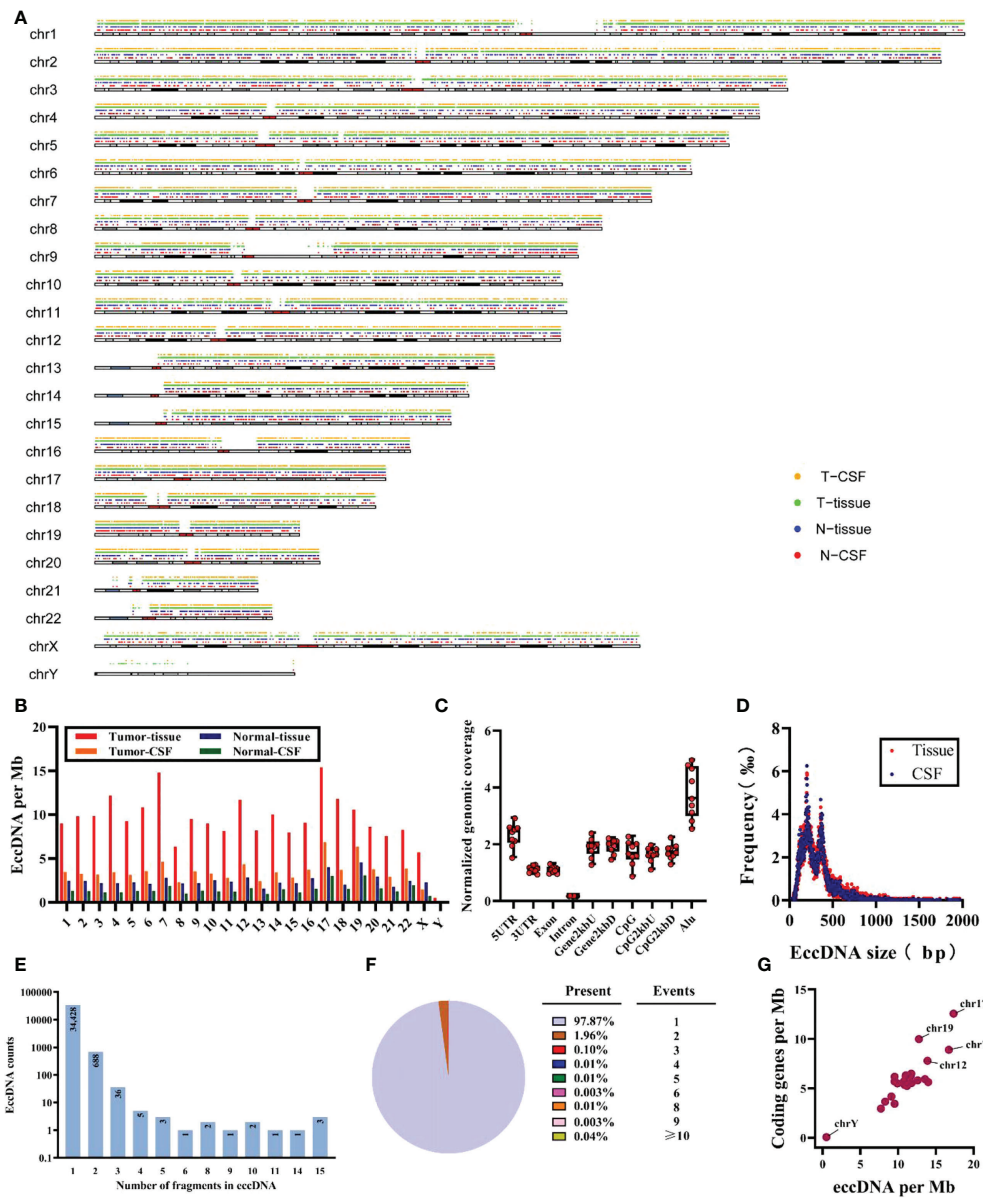 A
chr1
chr2
chr3
chr4
chr5
chr6
chr7
chr8
chr9
chr10
chr11
chr12
chr13
chr14
chr15
chr16
chr17
chr18
chr19
chr20
chr21
chr22
chrX
chrY
T−CSF
T−tissue
N−tissue
N−CSF
B
EccDNA per Mb
20
15
10
5
0
Tumor-tissue
Tumor-CSF
Normal-tissue
Normal-CSF
1 2 3 4 5 6 7 8 9 10 11 12 13 14 15 16 17 18 19 20 21 22 X Y
C
Normalized genomic coverage
6
4
2
0
5UTR
3UTR
Exon
Intron
Gene2kbU
Gene2kbD
CpG
CpG2kbU
CpG2kbD
Alu
D
Frequency (‰)
8
6
4
2
0
Tissue
CSF
0 500 1000 1500 2000
EccDNA size ( bp)
E
EccDNA counts
100000
10000
1000
100
10
1
0.1
34,428
688
36
5
3
1
2
1
2
1
1
3
1 2 3 4 5 6 8 9 10 11 14 15
Number of fragments in eccDNA
F
Present Events
97.87% 1
1.96% 2
0.10% 3
0.01% 4
0.01% 5
0.003% 6
0.01% 8
0.003% 9
0.04% ⩾10
G
Coding genes per Mb
15
10
5
0
chr1
chr19
chr
chr12
chrY
0 5 10 15 20
eccDNA per Mb